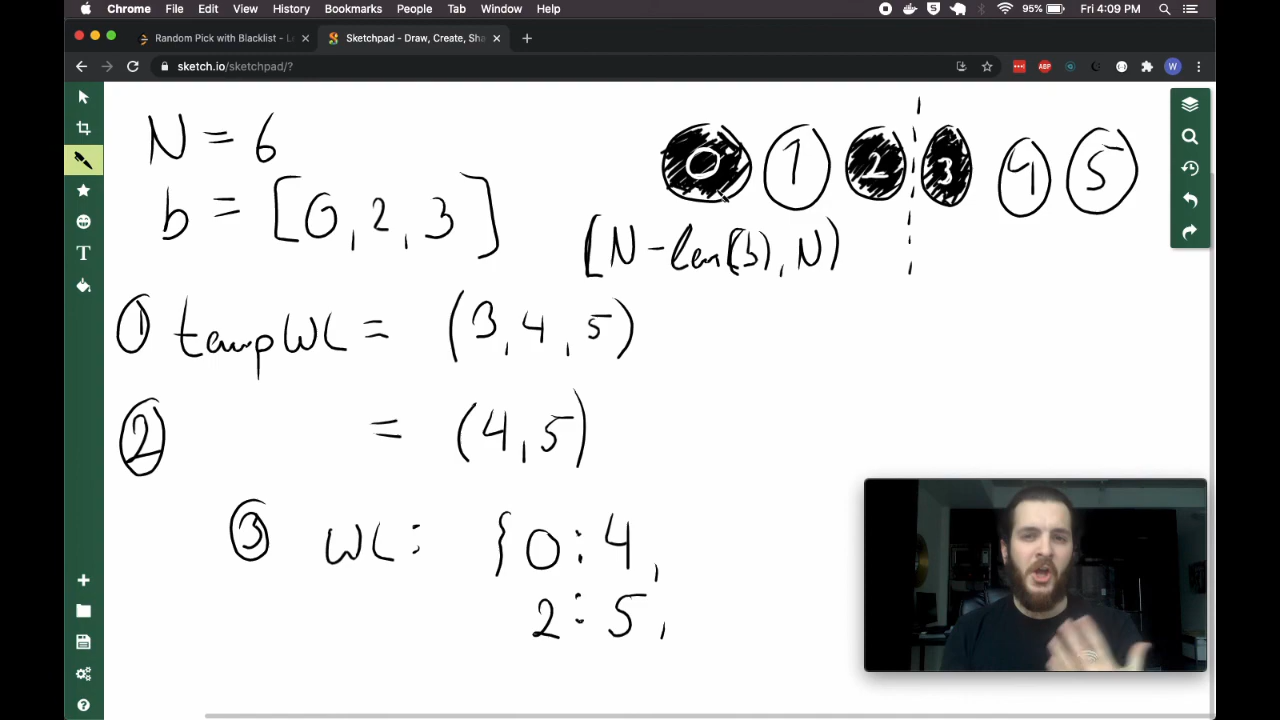 Chrome File Edit View History Bookmarks People Tab Window Help 95% Fri 4:09 PM
Random Pick with Blacklist - L Sketchpad - Draw, Create, Sha
sketch.io/sketchpad/? ABP W
N = 6
b = [0, 2, 3]
0 1 2 3 4 5
[N - len(b), N)
① tempWL = (3, 4, 5)
② = (4, 5)
③ WL: {0: 4,
2: 5,
T